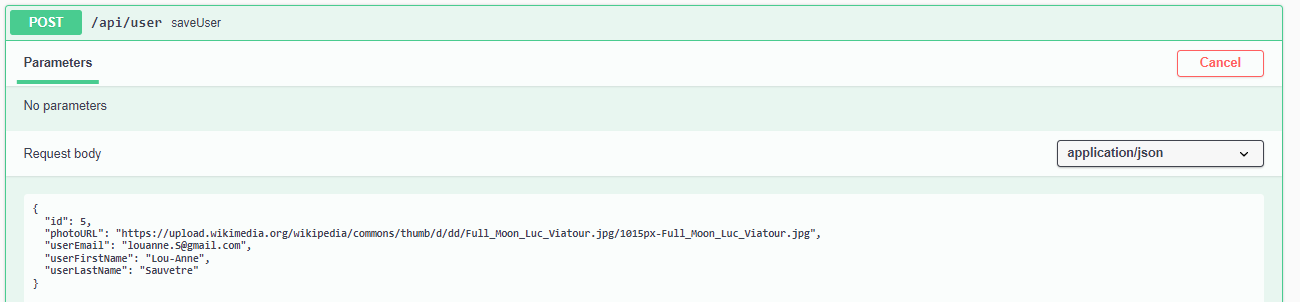 POST /api/user saveUser
Parameters Cancel
No parameters
Request body application/json
{
"id": 5,
"photoURL": "https://upload.wikimedia.org/wikipedia/commons/thumb/d/dd/Full_Moon_Luc_Viatour.jpg/1015px-Full_Moon_Luc_Viatour.jpg",
"userEmail": "louanne.S@gmail.com",
"userFirstName": "Lou-Anne",
"userLastName": "Sauvetre"
}